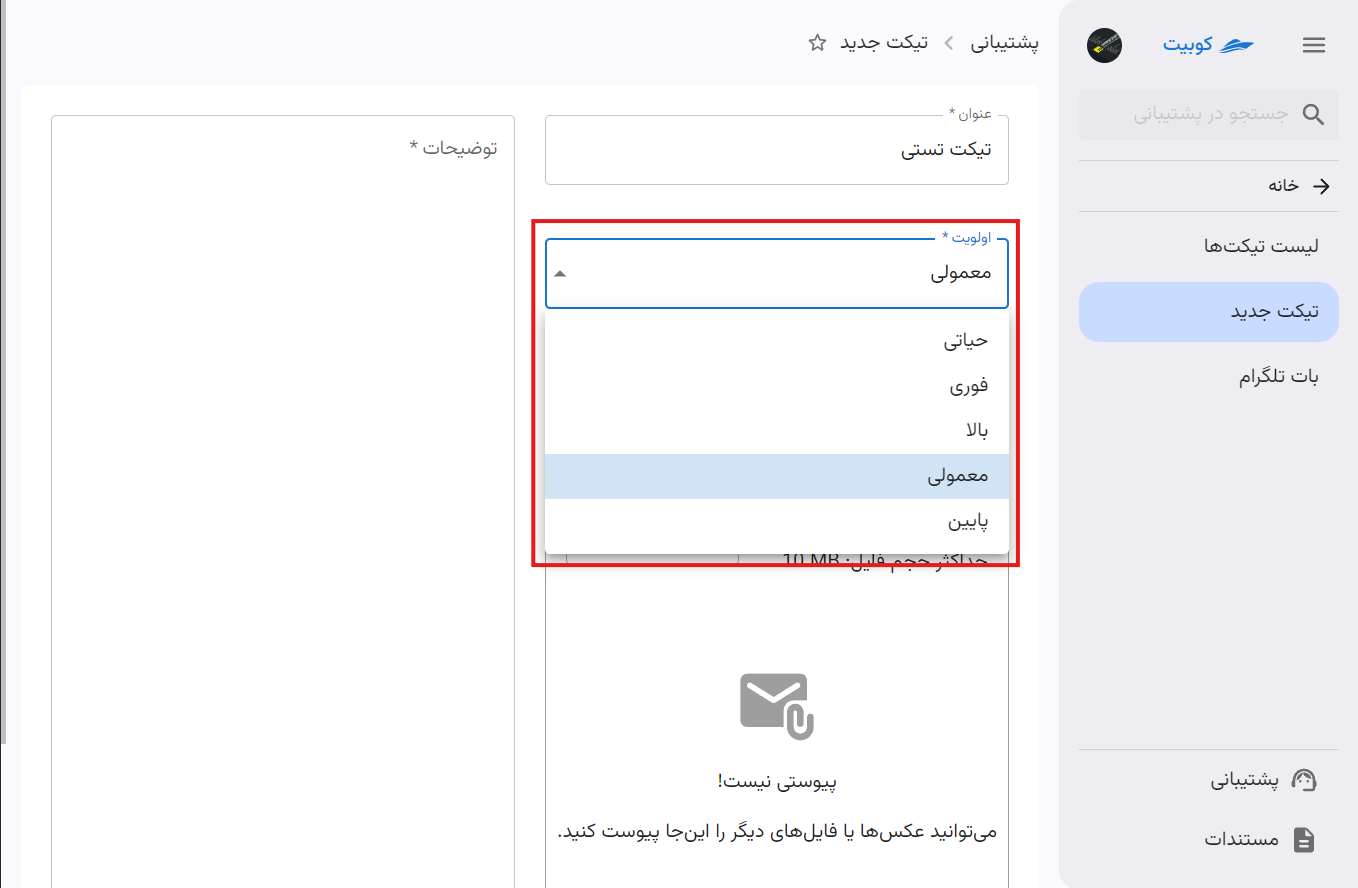 کوبیت
جستجو در پشتیبانی
خانه
لیست تیکت‌ها
تیکت جدید
بات تلگرام
پشتیبانی
مستندات
پشتیبانی
تیکت جدید
عنوان *
تیکت تستی
اولویت *
معمولی
حیاتی
فوری
بالا
معمولی
پایین
حداکثر حجم فایل: 10 MB
پیوستی نیست!
می‌توانید عکس‌ها یا فایل‌های دیگر را این‌جا پیوست کنید.
توضیحات *